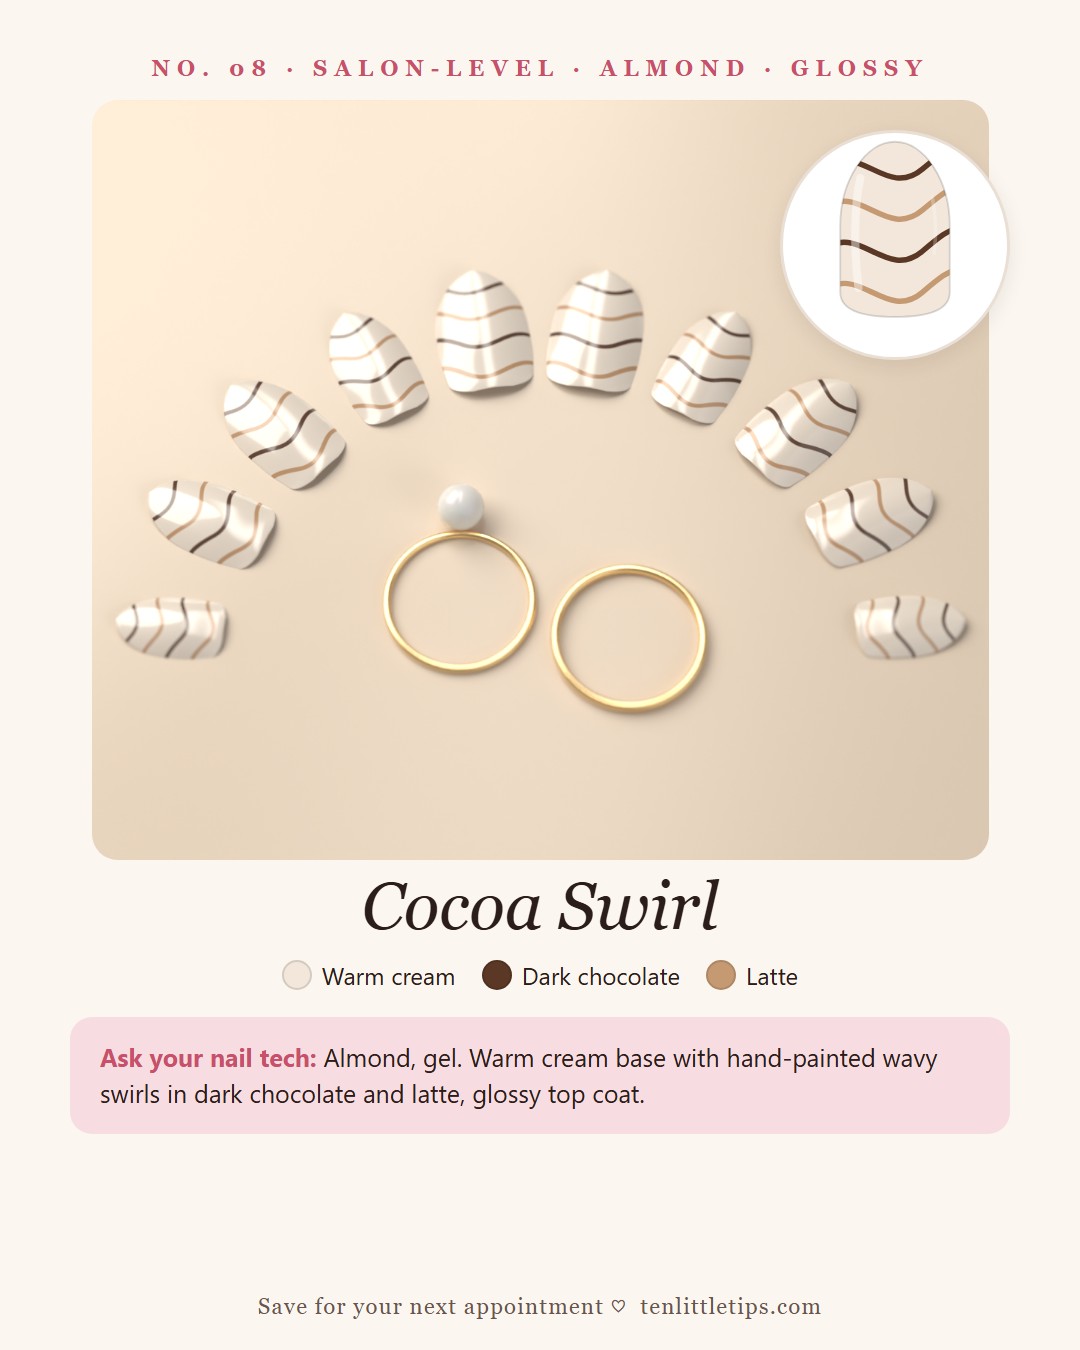 NO. 08 · SALON-LEVEL · ALMOND · GLOSSY
Cocoa Swirl
Warm cream Dark chocolate Latte
Ask your nail tech: Almond, gel. Warm cream base with hand-painted wavy
swirls in dark chocolate and latte, glossy top coat.
Save for your next appointment ♡ tenlittletips.com